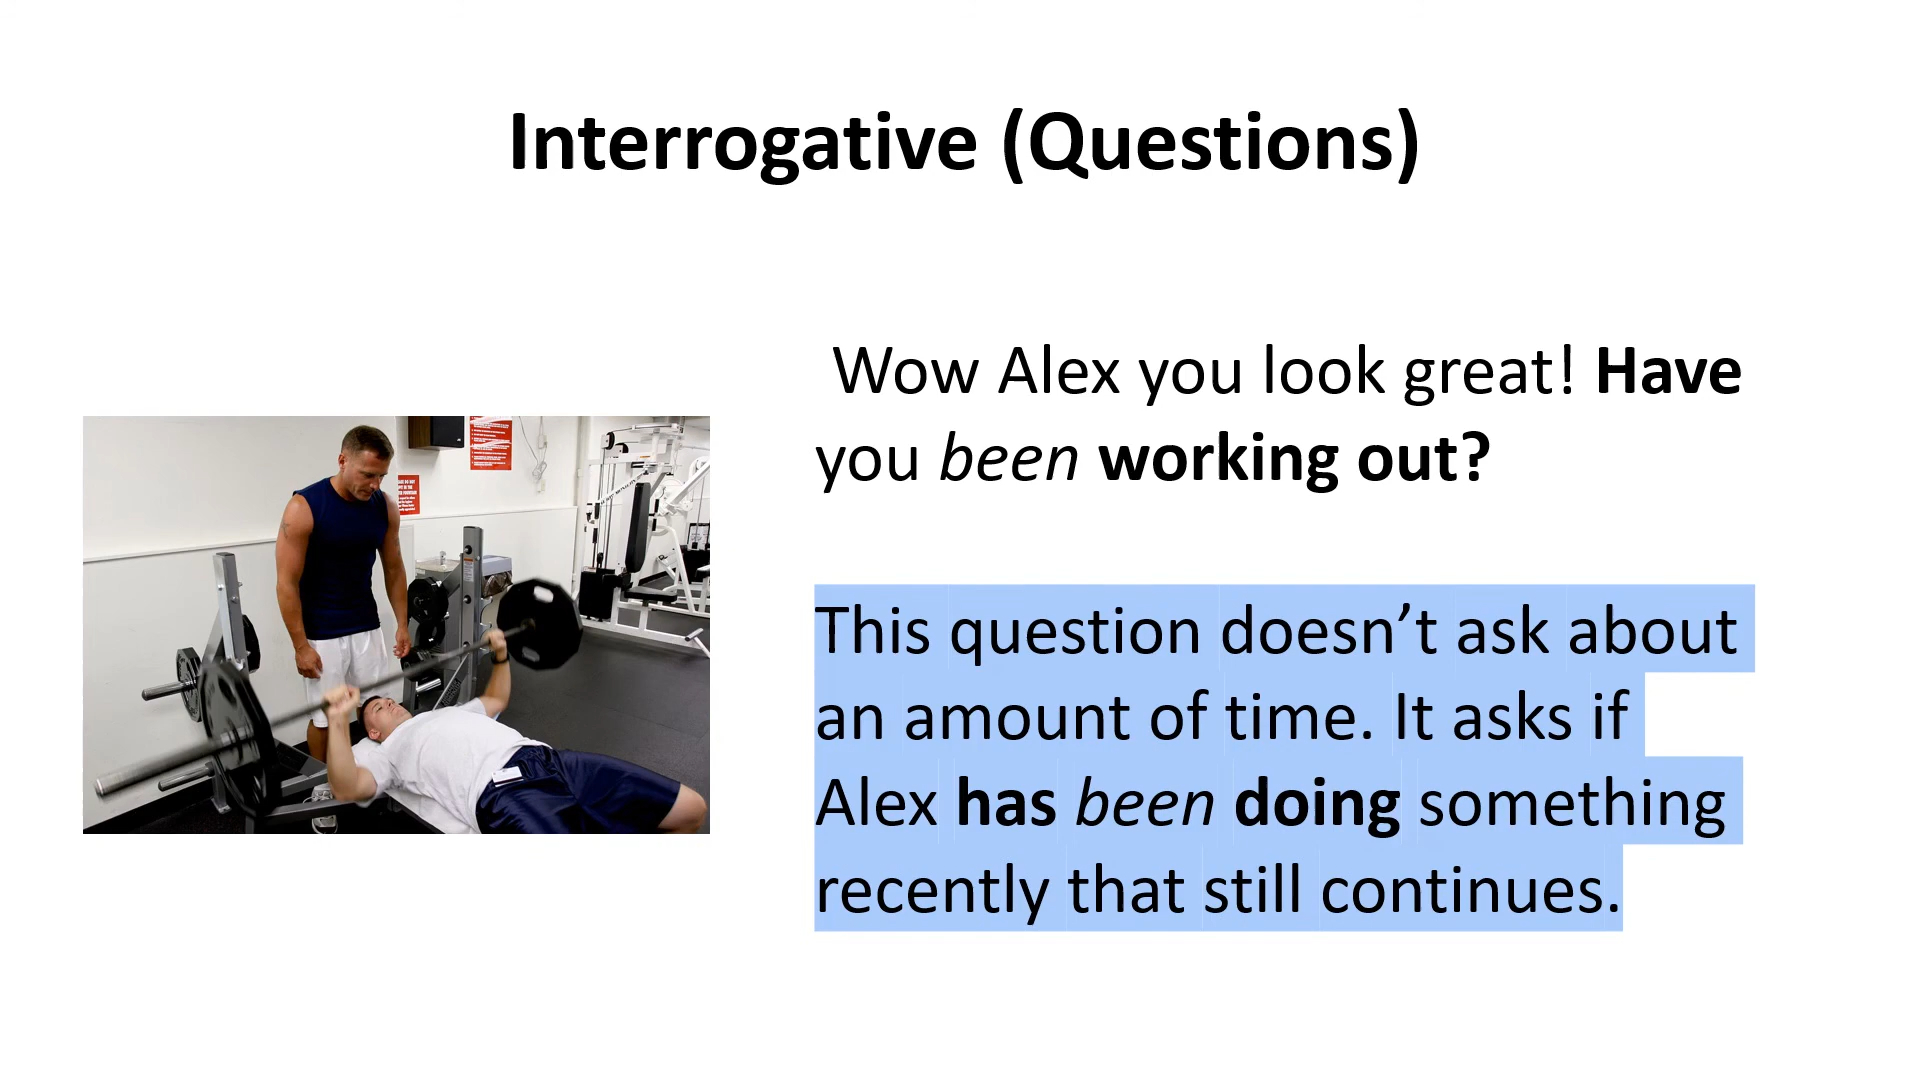 Interrogative (Questions)
Wow Alex you look great! Have
you been working out?
This question doesn’t ask about
an amount of time. It asks if
Alex has been doing something
recently that still continues.